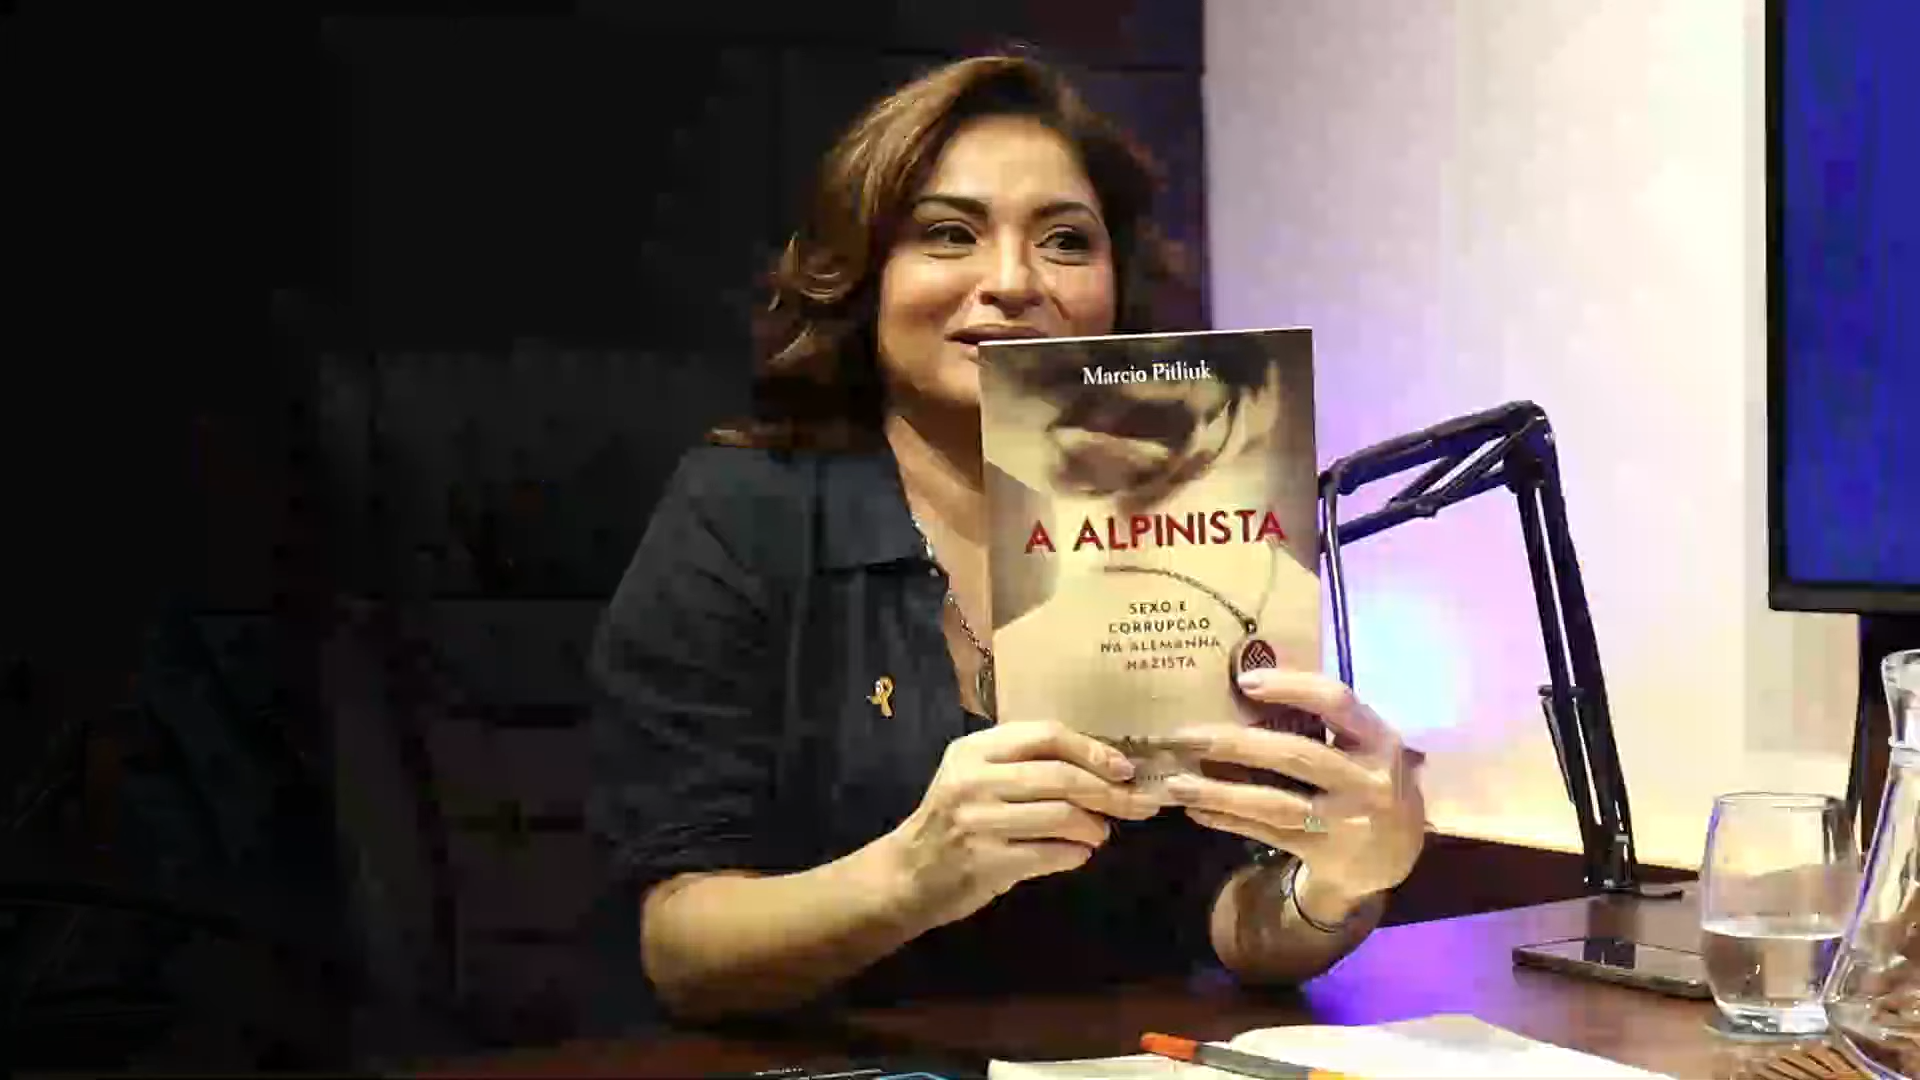 Marcio Pitliuk
A ALPINISTA
SEXO E
CORRUPÇÃO
NA ALEMANHA
NAZISTA